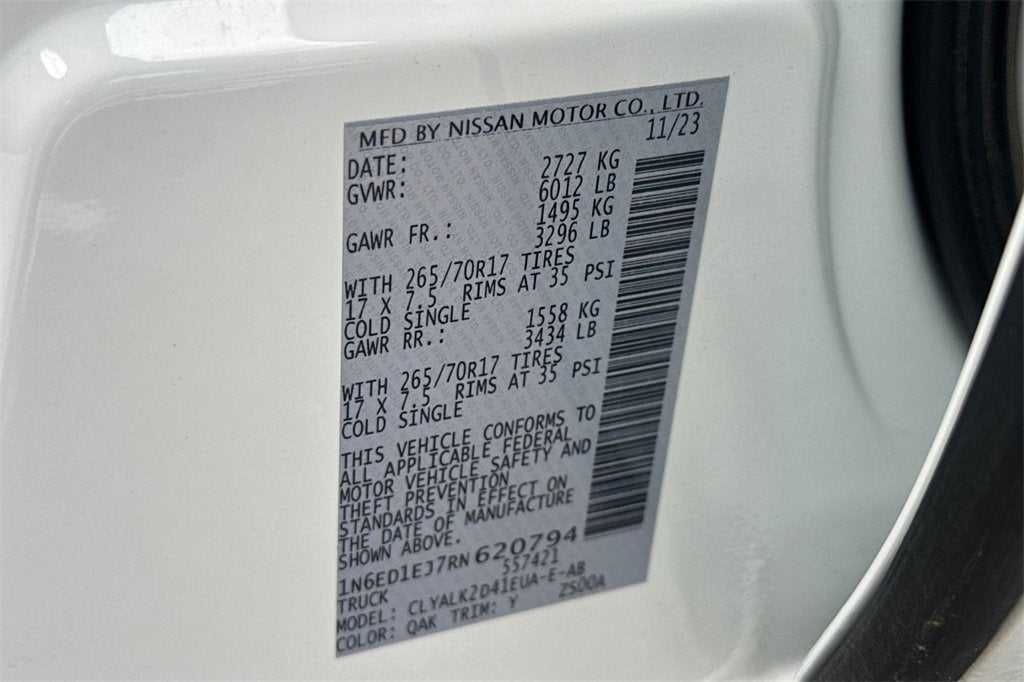 MFD BY NISSAN MOTOR CO., LTD.
DATE: 11/23
GVWR: 2727 KG
6012 LB
GAWR FR.: 1495 KG
3296 LB
WITH 265/70R17 TIRES
17 X 7.5 RIMS AT 35 PSI
COLD SINGLE
GAWR RR.: 1558 KG
3434 LB
WITH 265/70R17 TIRES
17 X 7.5 RIMS AT 35 PSI
COLD SINGLE
THIS VEHICLE CONFORMS TO
ALL APPLICABLE FEDERAL
MOTOR VEHICLE SAFETY AND
THEFT PREVENTION
STANDARDS IN EFFECT ON
THE DATE OF MANUFACTURE
SHOWN ABOVE.
1N6ED1EJ7RN620794
TRUCK 557421
MODEL: CLYALK2D41EUA-E-AB
COLOR: QAK TRIM: Y ZS00A